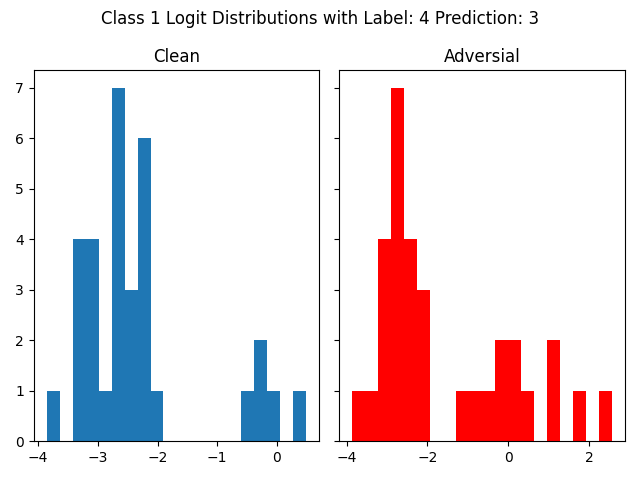 Class 1 Logit Distributions with Label: 4 Prediction: 3
Clean
Adversial
7
6
5
4
3
2
1
0
−4 −3 −2 −1 0
−4 −2 0 2